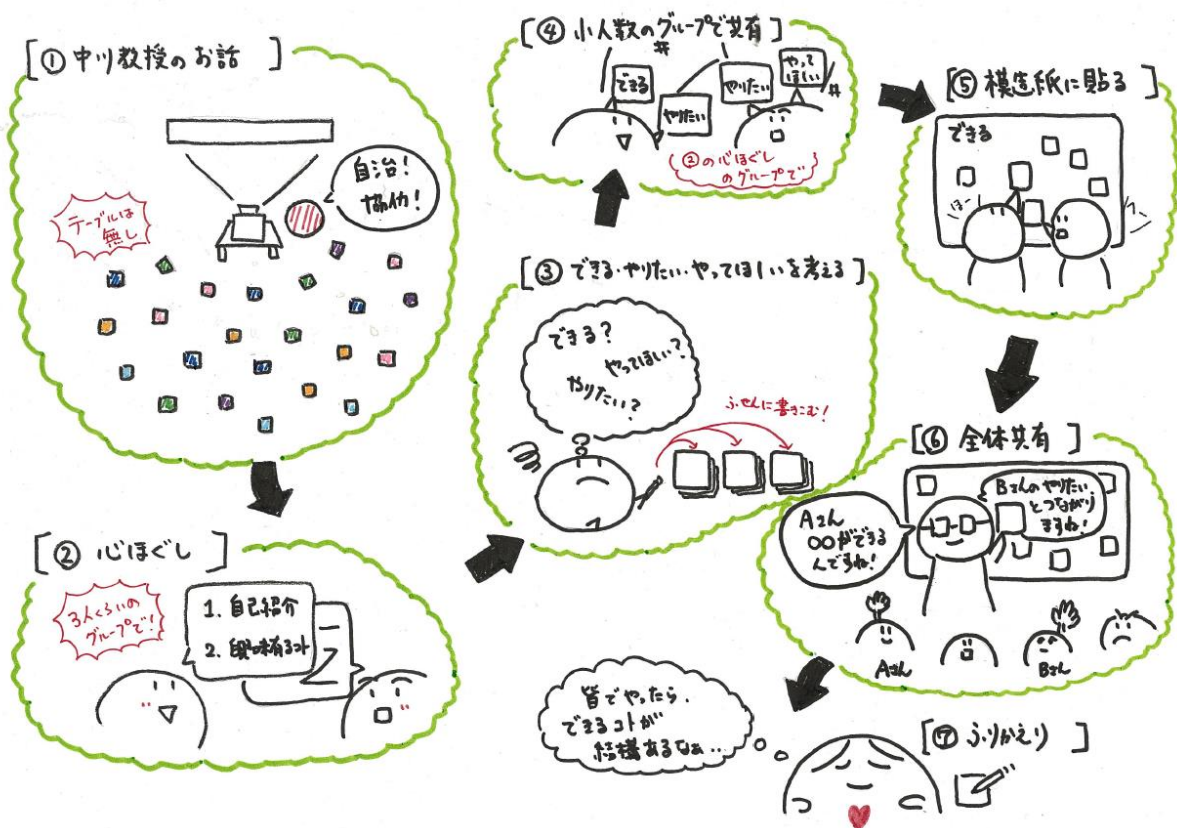 [① 中川教授のお話 ]
自治！
協働！
テーブルは
無し
[② 心ほぐし ]
3人くらいの
グループで！
1. 自己紹介
2. 興味有るコト
[③ できる・やりたい・やってほしいを考える]
できる？
やってほしい？
やりたい？
ふせんに書きこむ！
[④ 小人数のグループで共有 ]
できる
やりたい
やりたい
やって
ほしい
②の心ほぐし
のグループで
[⑤ 模造紙に貼る ]
できる
ほー
[⑥ 全体共有 ]
Aさん
○○ができる
んですね！
Bさんのやりたい
とつながり
ますね！
Aさん
Bさん
皆でやったら、
できるコトが
結構あるなぁ..
[⑦ ふりかえり ]